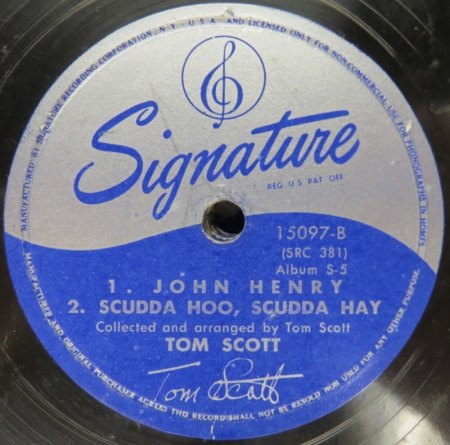 MANUFACTURED BY SIGNATURE RECORDING CORPORATION, N.Y. - U.S.A. AND LICENSED ONLY FOR NON-COMMERCIAL USE FOR PHONOGRAPHS IN HOMES.
Signature
REG. U S PAT OFF
15097-B
(SRC 381)
Album S-5
1. JOHN HENRY
2. SCUDDA HOO, SCUDDA HAY
Collected and arranged by Tom Scott
TOM SCOTT
Tom Scott
MANUFACTURER AND ORIGINAL PURCHASER AGREES THIS RECORD SHALL NOT BE RESOLD NOR USED FOR ANY OTHER PURPOSE.